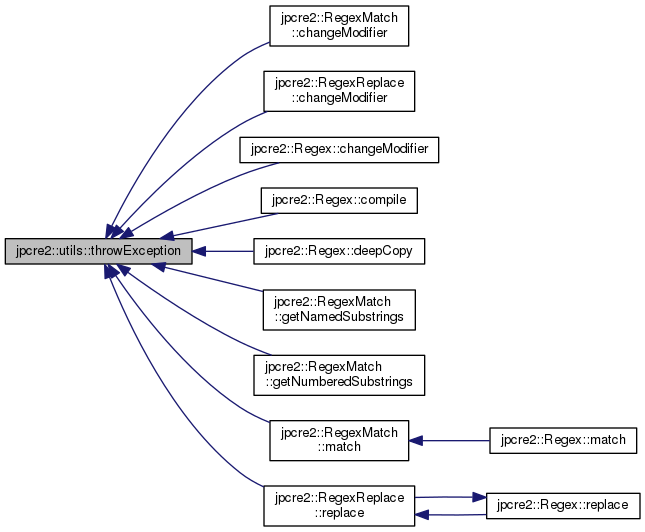 jpcre2::RegexMatch
::changeModifier
jpcre2::RegexReplace
::changeModifier
jpcre2::Regex::changeModifier
jpcre2::Regex::compile
jpcre2::utils::throwException
jpcre2::Regex::deepCopy
jpcre2::RegexMatch
::getNamedSubstrings
jpcre2::RegexMatch
::getNumberedSubstrings
jpcre2::RegexMatch
::match
jpcre2::Regex::match
jpcre2::RegexReplace
::replace
jpcre2::Regex::replace